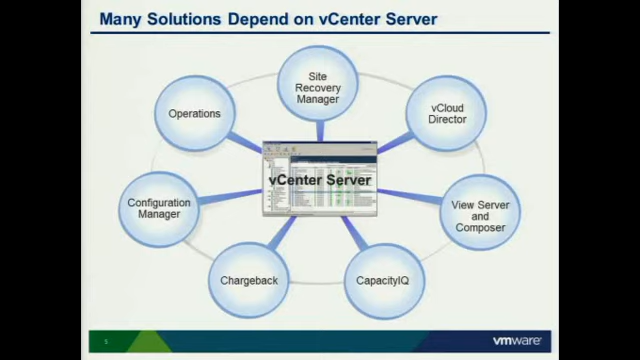 Many Solutions Depend on vCenter Server
Site
Recovery
Manager
Operations
vCloud
Director
vCenter Server
Configuration
Manager
View Server
and
Composer
Chargeback
CapacityIQ
5
vmware